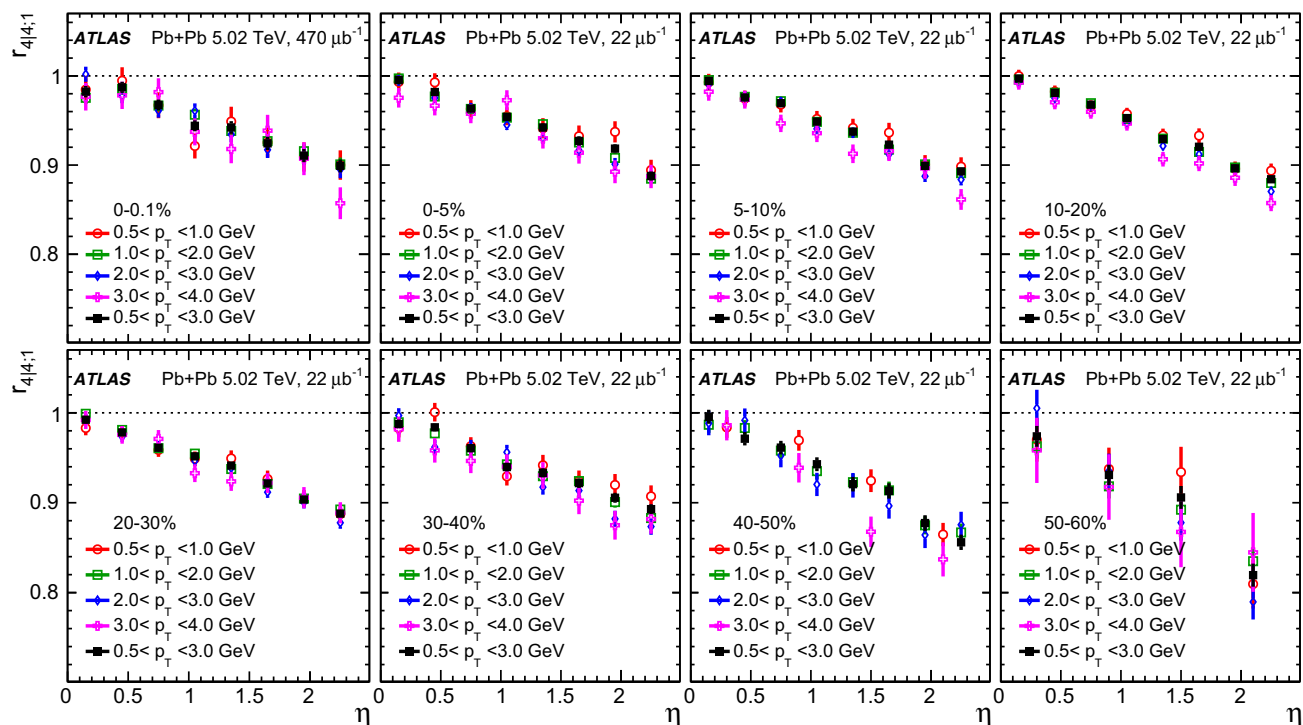 r4|4;1
ATLAS Pb+Pb 5.02 TeV, 470 μb⁻¹
1
0.9
0.8
0-0.1%
0.5< pT <1.0 GeV
1.0< pT <2.0 GeV
2.0< pT <3.0 GeV
3.0< pT <4.0 GeV
0.5< pT <3.0 GeV
ATLAS Pb+Pb 5.02 TeV, 22 μb⁻¹
0-5%
0.5< pT <1.0 GeV
1.0< pT <2.0 GeV
2.0< pT <3.0 GeV
3.0< pT <4.0 GeV
0.5< pT <3.0 GeV
ATLAS Pb+Pb 5.02 TeV, 22 μb⁻¹
5-10%
0.5< pT <1.0 GeV
1.0< pT <2.0 GeV
2.0< pT <3.0 GeV
3.0< pT <4.0 GeV
0.5< pT <3.0 GeV
ATLAS Pb+Pb 5.02 TeV, 22 μb⁻¹
10-20%
0.5< pT <1.0 GeV
1.0< pT <2.0 GeV
2.0< pT <3.0 GeV
3.0< pT <4.0 GeV
0.5< pT <3.0 GeV
r4|4;1
ATLAS Pb+Pb 5.02 TeV, 22 μb⁻¹
1
0.9
0.8
20-30%
0.5< pT <1.0 GeV
1.0< pT <2.0 GeV
2.0< pT <3.0 GeV
3.0< pT <4.0 GeV
0.5< pT <3.0 GeV
0 0.5 1 1.5 2
η
ATLAS Pb+Pb 5.02 TeV, 22 μb⁻¹
30-40%
0.5< pT <1.0 GeV
1.0< pT <2.0 GeV
2.0< pT <3.0 GeV
3.0< pT <4.0 GeV
0.5< pT <3.0 GeV
0 0.5 1 1.5 2
η
ATLAS Pb+Pb 5.02 TeV, 22 μb⁻¹
40-50%
0.5< pT <1.0 GeV
1.0< pT <2.0 GeV
2.0< pT <3.0 GeV
3.0< pT <4.0 GeV
0.5< pT <3.0 GeV
0 0.5 1 1.5 2
η
ATLAS Pb+Pb 5.02 TeV, 22 μb⁻¹
50-60%
0.5< pT <1.0 GeV
1.0< pT <2.0 GeV
2.0< pT <3.0 GeV
3.0< pT <4.0 GeV
0.5< pT <3.0 GeV
0 0.5 1 1.5 2
η